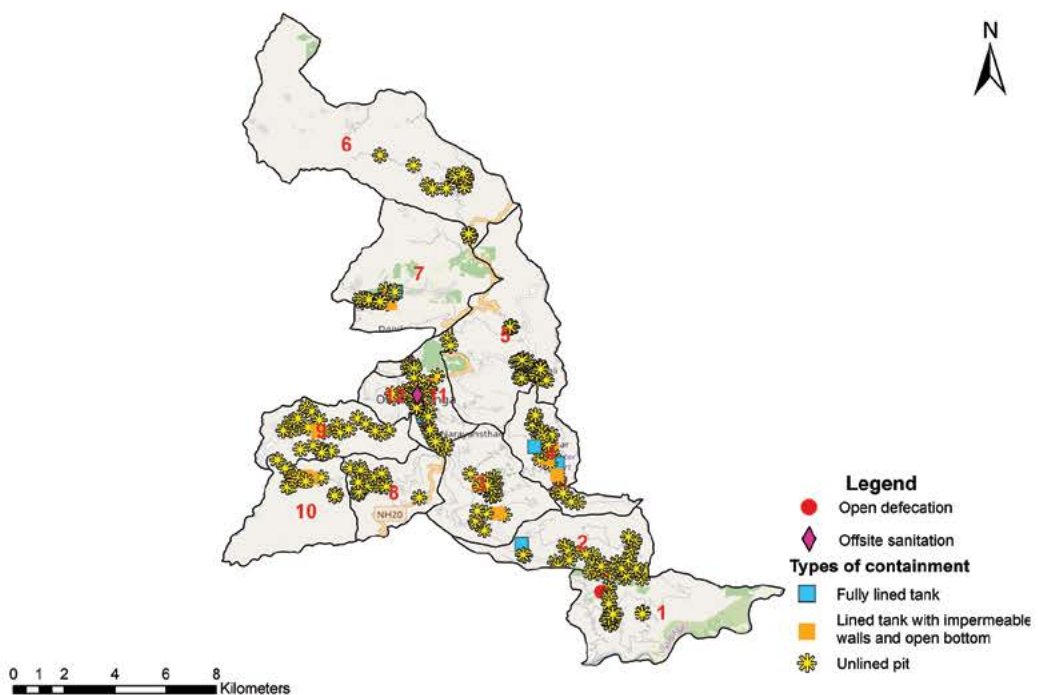 N
6
7
5
11
9
4
3
8
10
NH20
2
1
Legend
Open defecation
Offsite sanitation
Types of containment
Fully lined tank
Lined tank with impermeable
walls and open bottom
Unlined pit
0 1 2 4 6 8
Kilometers